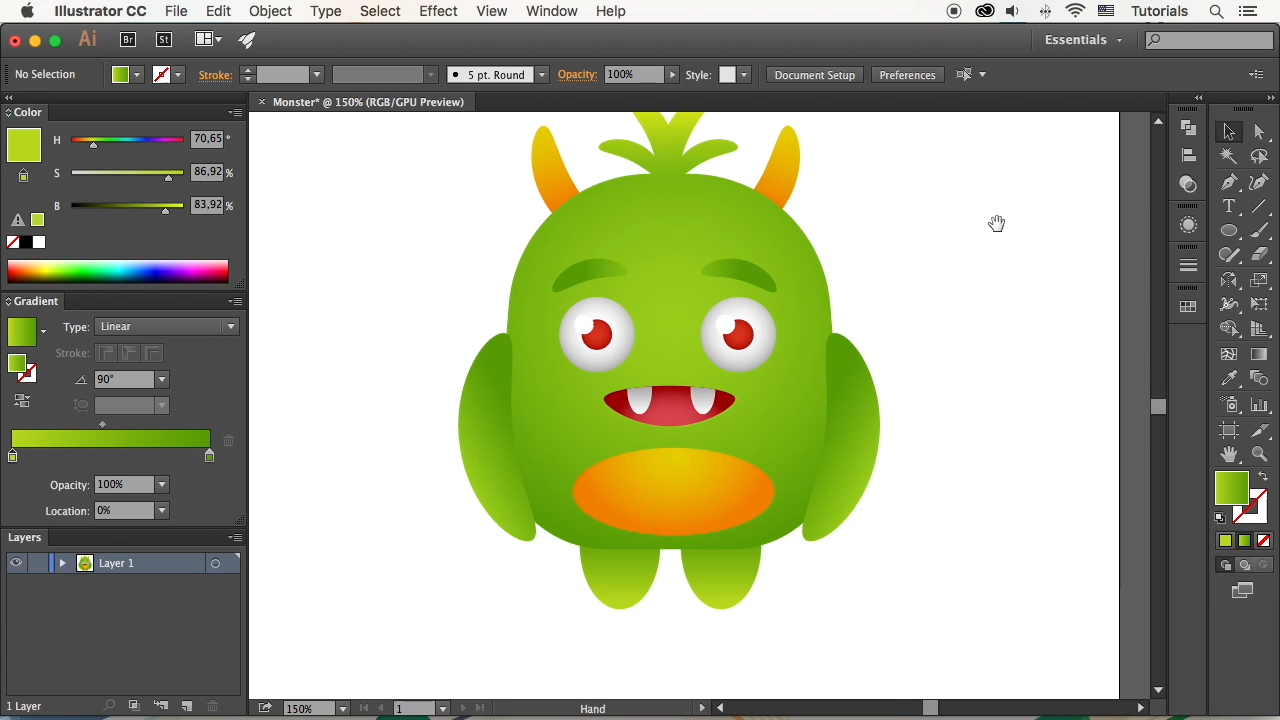 Illustrator CC File Edit Object Type Select Effect View Window Help Tutorials
Ai Br St Essentials
No Selection Stroke: 5 pt. Round Opacity: 100% Style: Document Setup Preferences
Color
Monster* @ 150% (RGB/GPU Preview)
H 70,65 °
S 86,92 %
B 83,92 %
Gradient
Type: Linear
Stroke:
90°
Opacity: 100%
Location: 0%
Layers
Layer 1
1 Layer
150% 1 Hand